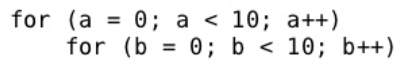 for (a = 0; a < 10; a++)
    for (b = 0; b < 10; b++)